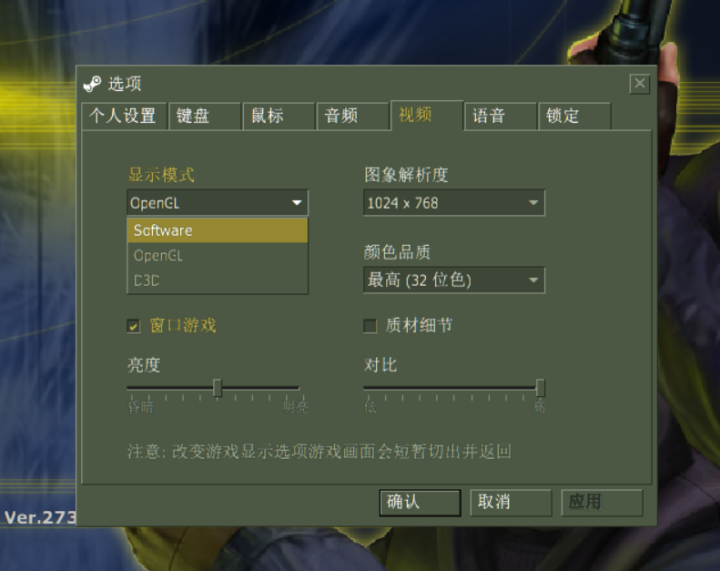 选项
个人设置 键盘 鼠标 音频 视频 语音 锁定
显示模式 图象解析度
OpenGL 1024 x 768
Software
OpenGL 颜色品质
D3D 最高 (32 位色)
窗口游戏 质材细节
亮度 对比
昏暗 明亮 低 高
注意: 改变游戏显示选项游戏画面会短暂切出并返回
确认 取消 应用
Ver.273